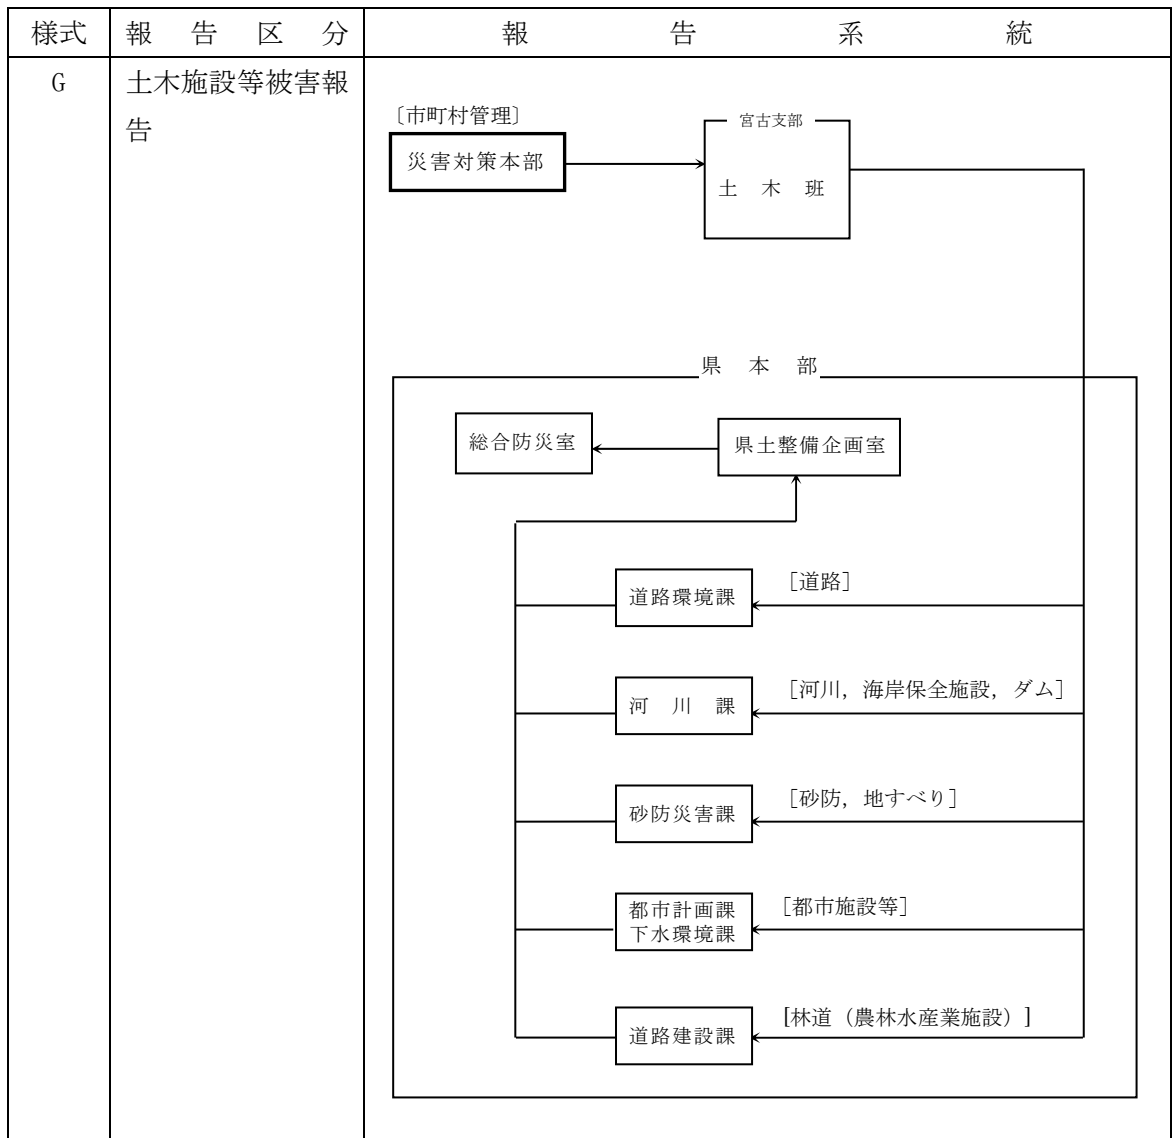 様式 報告区分 報告系統
G 土木施設等被害報
告
〔市町村管理〕
災害対策本部
宮古支部
土木班
県本部
総合防災室
県土整備企画室
道路環境課
［道路］
河川課
［河川，海岸保全施設，ダム］
砂防災害課
［砂防，地すべり］
都市計画課
下水環境課
［都市施設等］
道路建設課
[林道（農林水産業施設）]